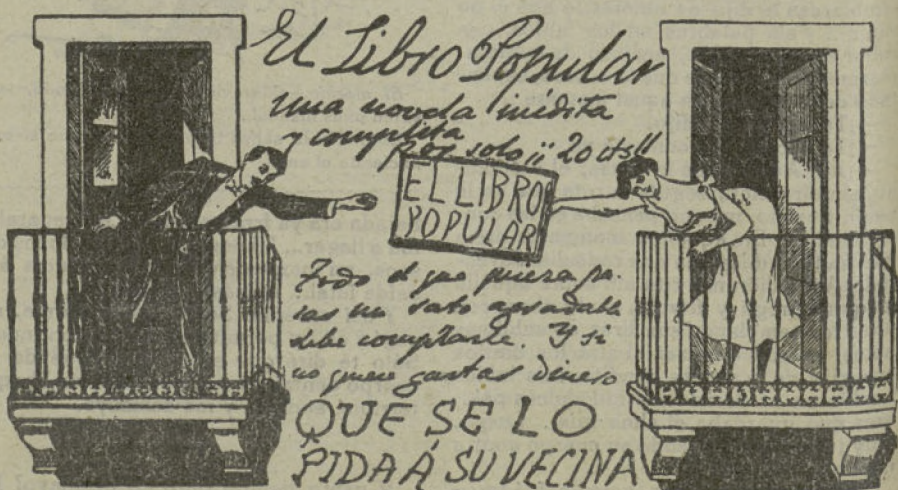 El Libro Popular
una novela inédita
y completa
por solo ¡¡20 cts!!
EL LIBRO
POPULAR
Todo el que quiera pa-
sar un rato agradable
debe comprarle. Y si
no quiere gastar dinero
QUE SE LO
PIDA Á SU VECINA